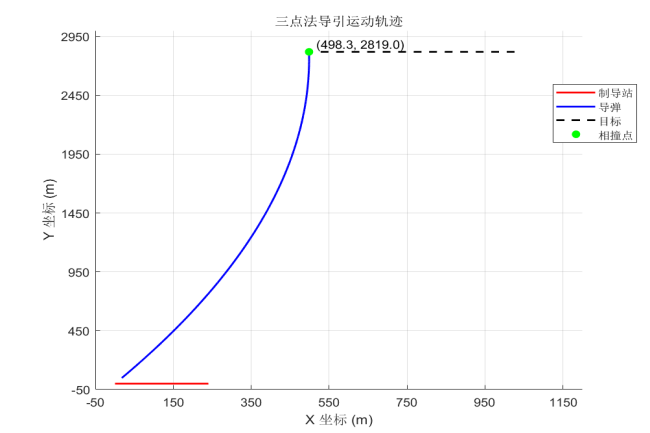 三点法导引运动轨迹
2950
(498.3, 2819.0)
2450
制导站
导弹
目标
相撞点
1950
Y 坐标 (m)
1450
950
450
-50
-50 150 350 550 750 950 1150
X 坐标 (m)